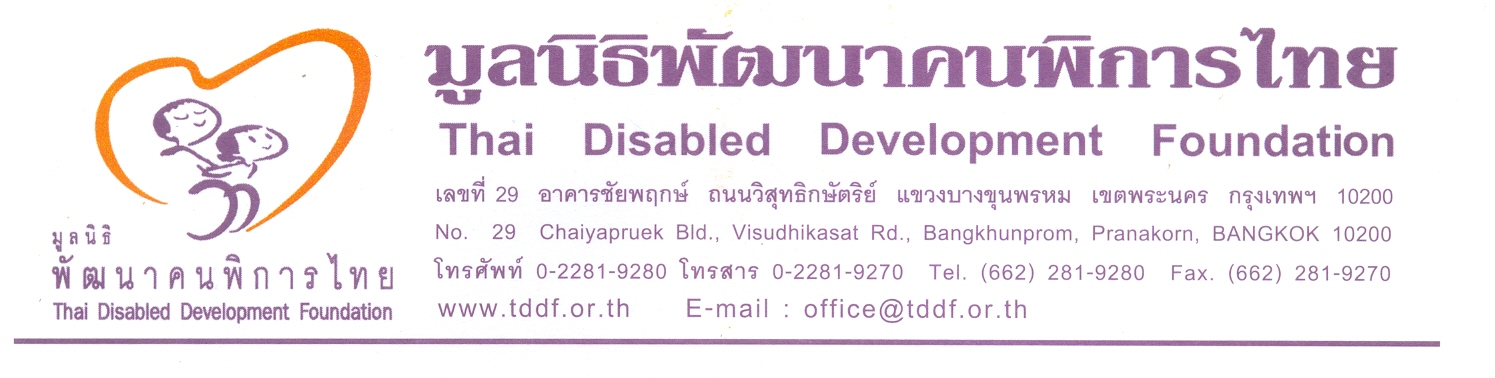 มูลนิธิ
พัฒนาคนพิการไทย
Thai Disabled Development Foundation
มูลนิธิพัฒนาคนพิการไทย
Thai Disabled Development Foundation
เลขที่ 29 อาคารชัยพฤกษ์ ถนนวิสุทธิกษัตริย์ แขวงบางขุนพรหม เขตพระนคร กรุงเทพฯ 10200
No. 29 Chaiyapruek Bld., Visudhikasat Rd., Bangkhunprom, Pranakorn, BANGKOK 10200
โทรศัพท์ 0-2281-9280 โทรสาร 0-2281-9270 Tel. (662) 281-9280 Fax. (662) 281-9270
www.tddf.or.th E-mail : office@tddf.or.th